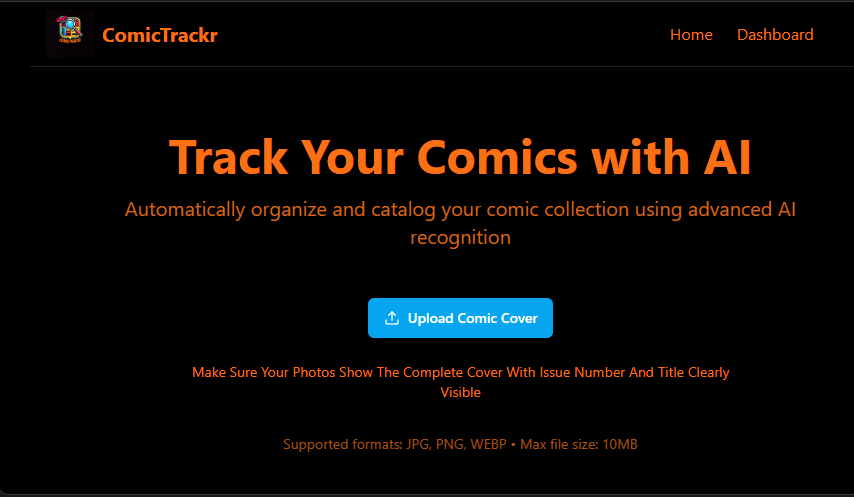 ComicTrackr
Home Dashboard
Track Your Comics with AI
Automatically organize and catalog your comic collection using advanced AI
recognition
Upload Comic Cover
Make Sure Your Photos Show The Complete Cover With Issue Number And Title Clearly
Visible
Supported formats: JPG, PNG, WEBP • Max file size: 10MB